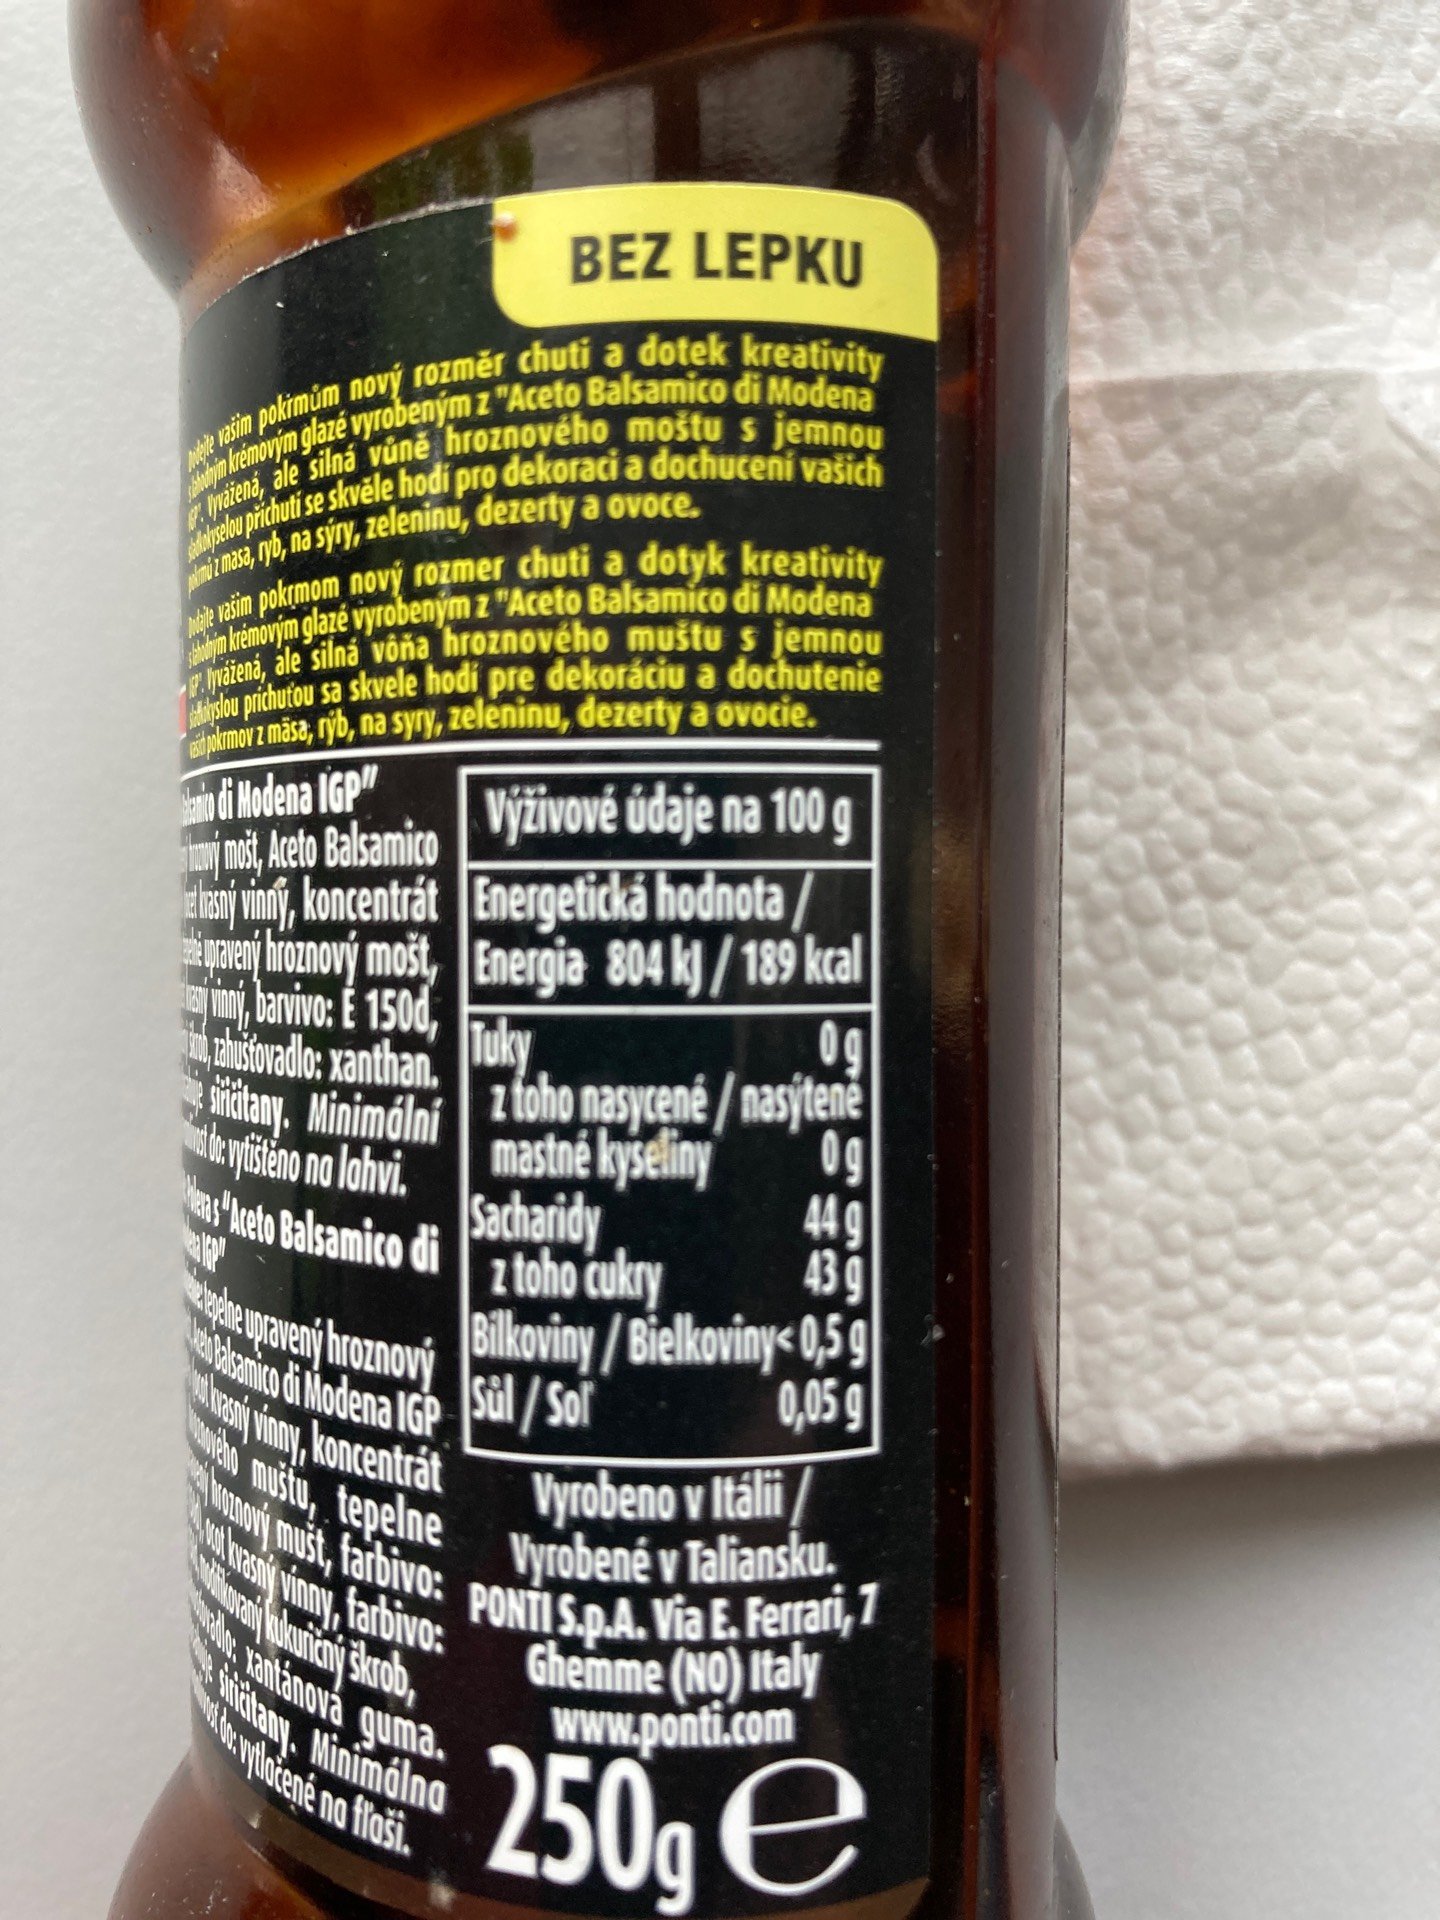 BEZ LEPKU
Dodejte vašim pokrmům nový rozměr chuti a dotek kreativity
s lahodným krémovým glazé vyrobeným z "Aceto Balsamico di Modena
IGP". Vyvážená, ale silná vůně hroznového moštu s jemnou
sladkokyselou příchutí se skvěle hodí pro dekoraci a dochucení vašich
pokrmů z masa, ryb, na sýry, zeleninu, dezerty a ovoce.
Dodajte vašim pokrmom nový rozmer chuti a dotyk kreativity
s lahodným krémovým glazé vyrobeným z "Aceto Balsamico di Modena
IGP". Vyvážená, ale silná vôňa hroznového muštu s jemnou
sladkokyslou príchuťou sa skvele hodí pre dekoráciu a dochutenie
vašich pokrmov z mäsa, rýb, na syry, zeleninu, dezerty a ovocie.
di Modena IGP"
hroznový mošt, Aceto Balsamico
kvasný vinný, koncentrát
upravený hroznový mošt,
kvasný vinný, barvivo: E 150d,
škrob, zahušťovadlo: xanthan.
siřičitany. Minimální
do: vytištěno na lahvi.
Poleva s "Aceto Balsamico di
IGP"
tepelne upravený hroznový
Aceto Balsamico di Modena IGP
kvasný vínny, koncentrát
muštu, tepelne
hroznový mušt, farbivo:
ocot kvasný vínny, farbivo:
modifikovaný kukuričný škrob,
xantánová guma.
siričitany. Minimálna
do: vytlačené na fľaši.
Výživové údaje na 100 g
Energetická hodnota /
Energia 804 kJ / 189 kcal
Tuky 0 g
z toho nasycené / nasýtené
mastné kyseliny 0 g
Sacharidy 44 g
z toho cukry 43 g
Bílkoviny / Bielkoviny < 0,5 g
Sůl / Soľ 0,05 g
Vyrobeno v Itálii /
Vyrobené v Taliansku.
PONTI S.p.A. Via E. Ferrari, 7
Ghemme (NO) Italy
www.ponti.com
250g e